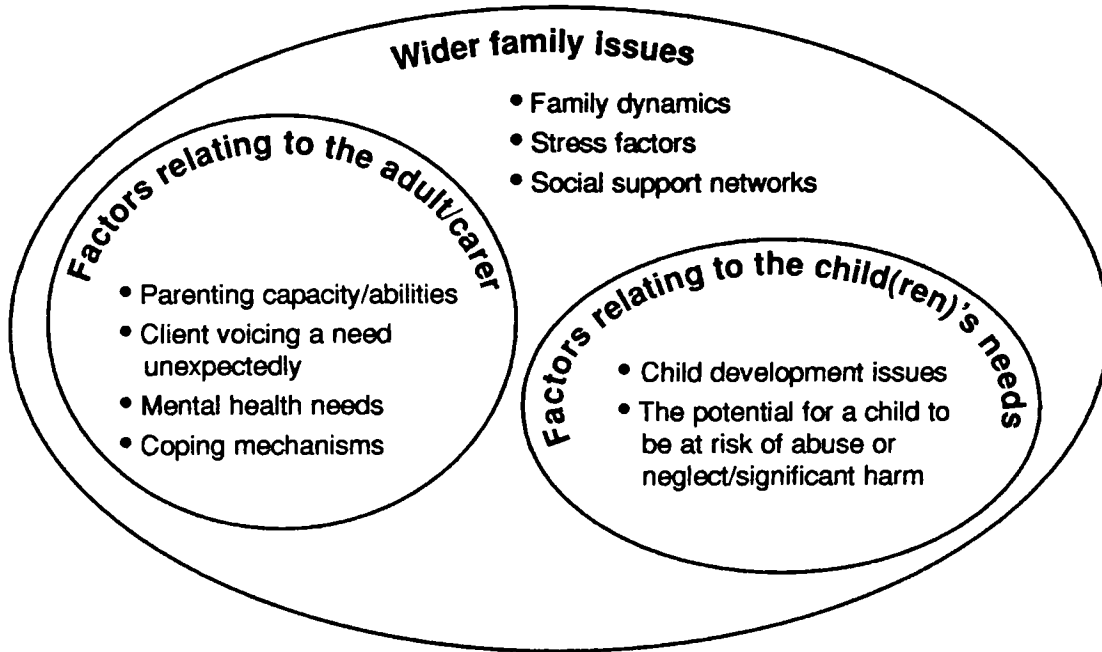 Wider family issues
• Family dynamics
• Stress factors
• Social support networks
Factors relating to the adult/carer
• Parenting capacity/abilities
• Client voicing a need
unexpectedly
• Mental health needs
• Coping mechanisms
Factors relating to the child(ren)'s needs
• Child development issues
• The potential for a child to
be at risk of abuse or
neglect/significant harm